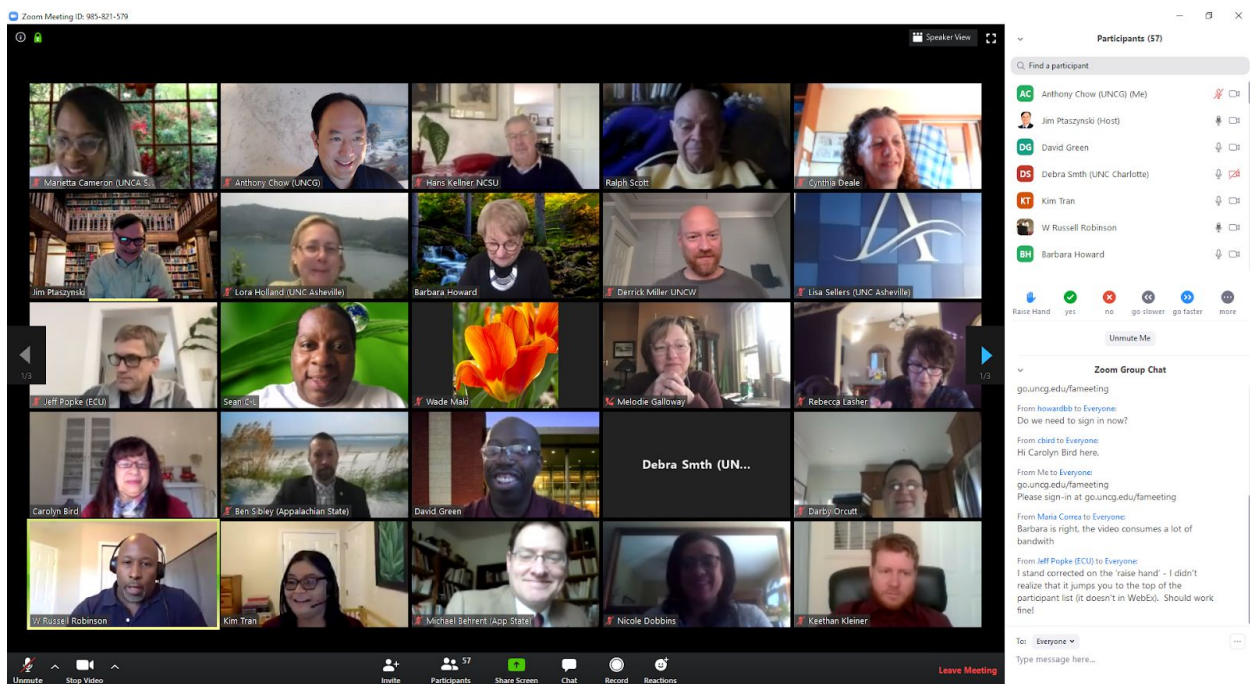 Zoom Meeting ID: 985-821-579
Speaker View
Marietta Cameron (UNCA S...
Anthony Chow (UNCG)
Hans Kellner NCSU
Ralph Scott
Cynthia Deale
Jim Ptaszynski
Lora Holland (UNC Asheville)
Barbara Howard
Derrick Miller UNCW
A
Lisa Sellers (UNC Asheville)
1/3
1/3
Jeff Popke (ECU)
Sean C-L
Wade Maki
Melodie Galloway
Rebecca Lasher
Carolyn Bird
Ben Sibley (Appalachian State)
David Green
Debra Smth (UN...
Darby Orcutt
W Russell Robinson
Kim Tran
Michael Behrent (App State)
Nicole Dobbins
Keethan Kleiner
Unmute
Stop Video
Invite
Participants
57
Share Screen
Chat
Record
Reactions
Leave Meeting
Participants (57)
Find a participant
AC Anthony Chow (UNCG) (Me)
Jim Ptaszynski (Host)
DG David Green
DS Debra Smth (UNC Charlotte)
KT Kim Tran
W Russell Robinson
BH Barbara Howard
Raise Hand yes no go slower go faster more
Unmute Me
Zoom Group Chat
go.uncg.edu/fameeting
From howardbb to Everyone:
Do we need to sign in now?
From cbird to Everyone:
Hi Carolyn Bird here.
From Me to Everyone:
go.uncg.edu/fameeting
Please sign-in at go.uncg.edu/fameeting
From Maria Correa to Everyone:
Barbara is right, the video consumes a lot of
bandwith
From Jeff Popke (ECU) to Everyone:
I stand corrected on the 'raise hand' - I didn't
realize that it jumps you to the top of the
participant list (it doesn't in WebEx). Should work
fine!
To: Everyone
Type message here...